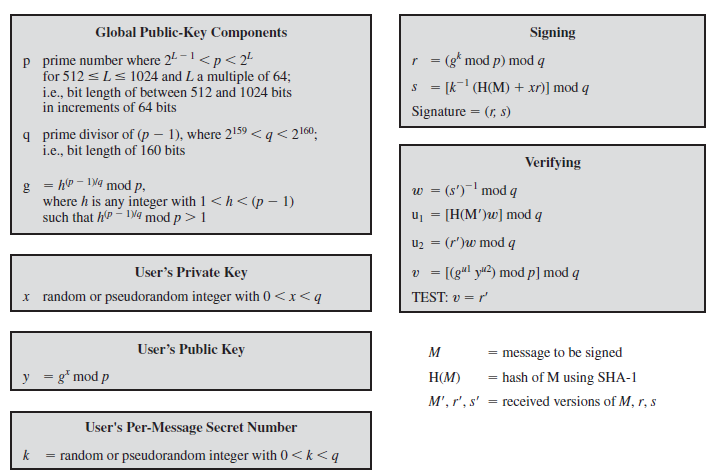 Global Public-Key Components
p prime number where 2^{L – 1} < p < 2^L
for 512 ≤ L ≤ 1024 and L a multiple of 64;
i.e., bit length of between 512 and 1024 bits
in increments of 64 bits
q prime divisor of (p – 1), where 2^{159} < q < 2^{160};
i.e., bit length of 160 bits
g = h^{(p – 1)/q} mod p,
where h is any integer with 1 < h < (p – 1)
such that h^{(p – 1)/q} mod p > 1
User's Private Key
x random or pseudorandom integer with 0 < x < q
User's Public Key
y = g^x mod p
User's Per-Message Secret Number
k = random or pseudorandom integer with 0 < k < q
Signing
r = (g^k mod p) mod q
s = [k^{–1} (H(M) + xr)] mod q
Signature = (r, s)
Verifying
w = (s')^{–1} mod q
u_1 = [H(M')w] mod q
u_2 = (r')w mod q
v = [(g^{u1} y^{u2}) mod p] mod q
TEST: v = r'
M = message to be signed
H(M) = hash of M using SHA-1
M', r', s' = received versions of M, r, s